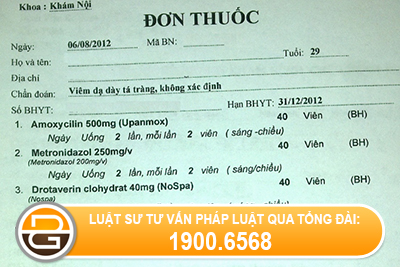 Khoa : Khám Nội
ĐƠN THUỐC
Ngày: 06/08/2012 Mã BN:
Họ và tên: Tuổi: 29
Địa chỉ
Chẩn đoán: Viêm dạ dày tá tràng, không xác định
Số BHYT: Hạn BHYT: 31/12/2012
1. Amoxycilin 500mg (Upanmox) 40 Viên (BH)
Ngày Uống 2 lần, mỗi lần 2 viên ( sáng -chiều)
2. Metronidazol 250mg/v 40 Viên (BH)
(Metronidazol 200mg/v)
Ngày Uống 2 lần, mỗi lần 2 viên ( sáng/chiều)
3. Drotaverin clohydrat 40mg (NoSpa) 40 Viên (BH)
(Nospa)
LUẬT SƯ TƯ VẤN PHÁP LUẬT QUA TỔNG ĐÀI:
1900.6568